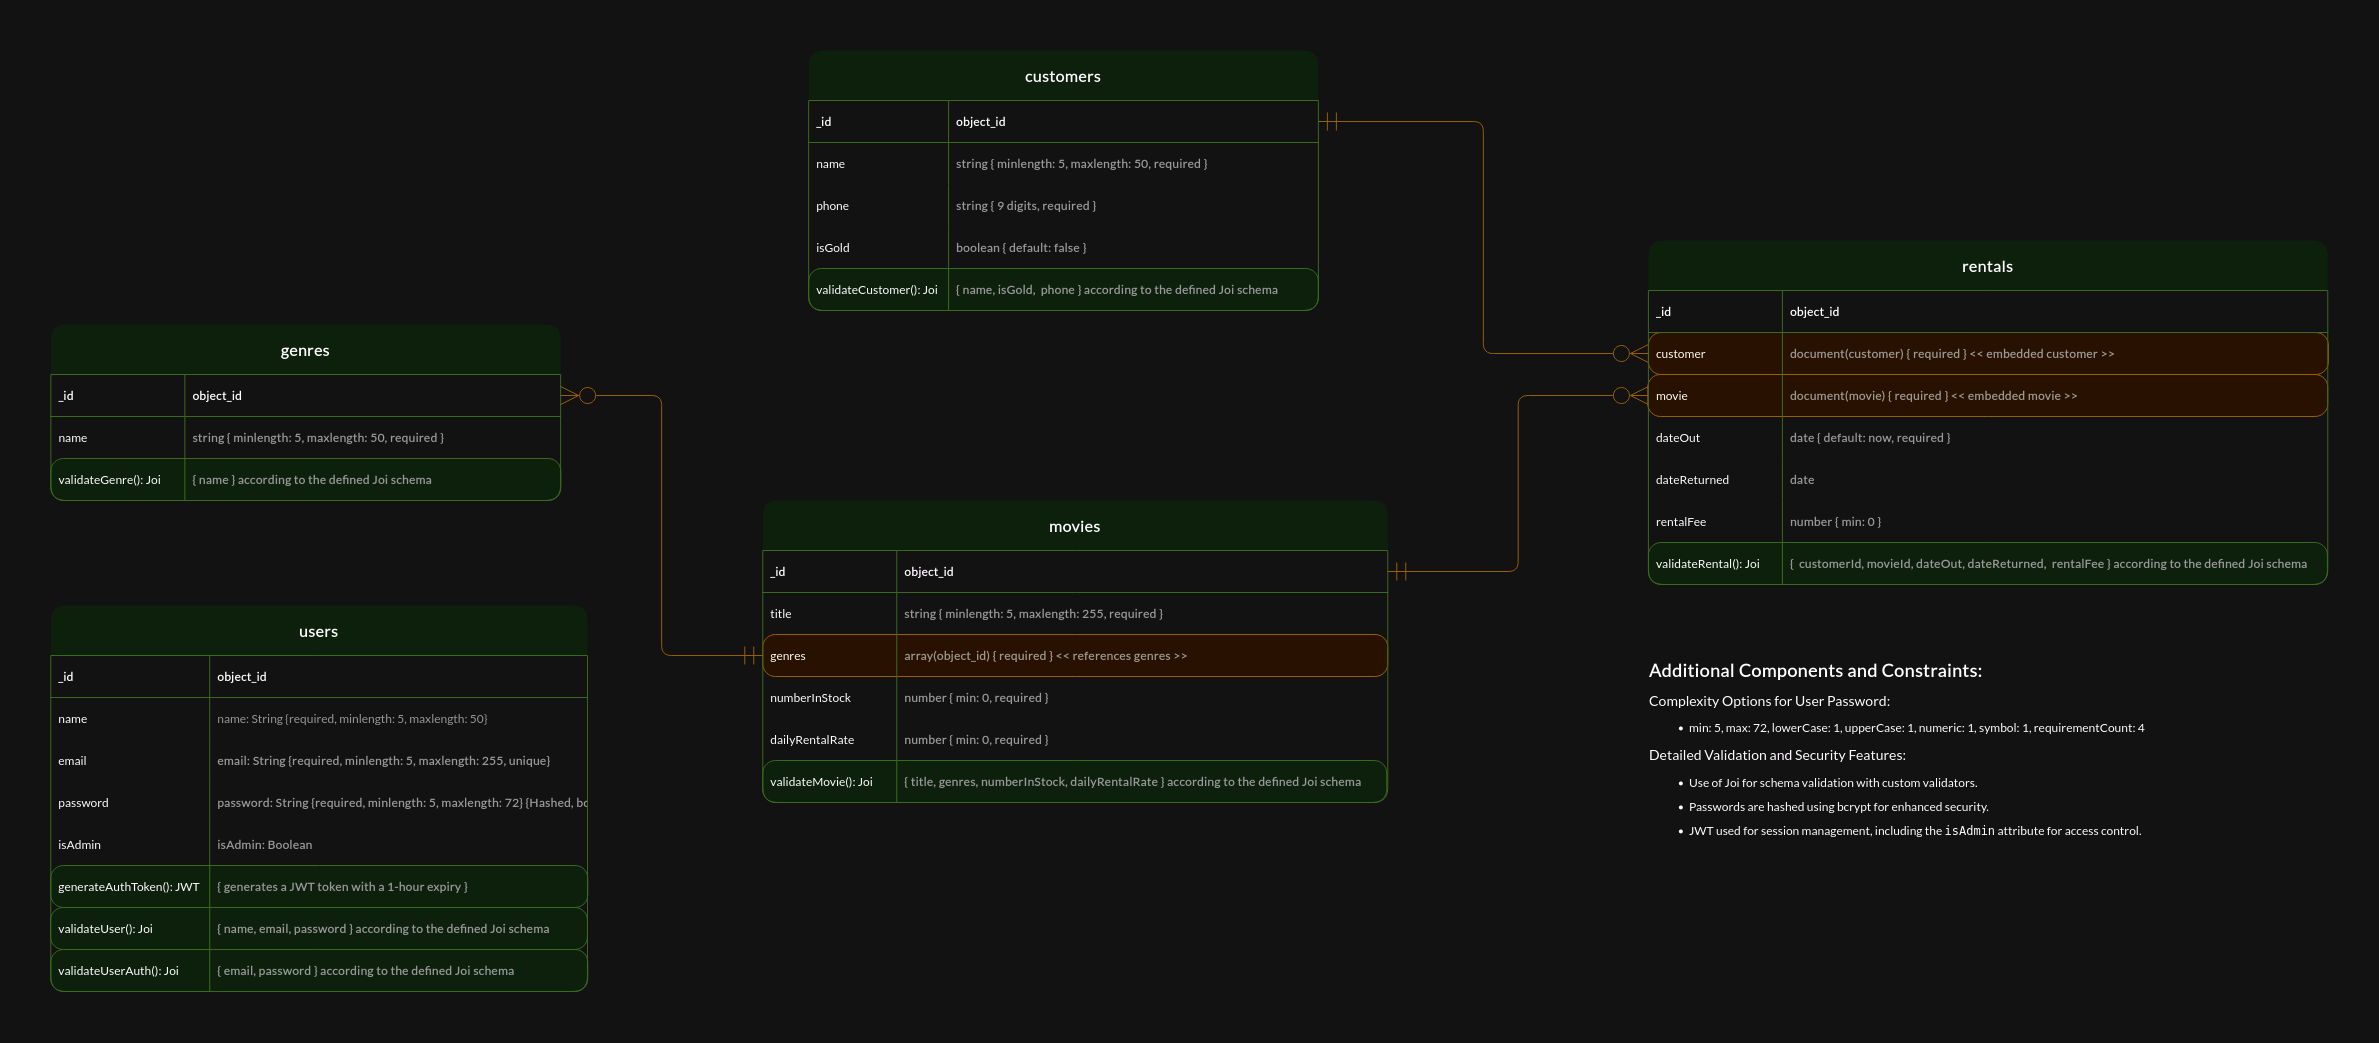 customers
_id object_id
name string { minlength: 5, maxlength: 50, required }
phone string { 9 digits, required }
isGold boolean { default: false }
validateCustomer(): Joi { name, isGold,  phone } according to the defined Joi schema
genres
_id object_id
name string { minlength: 5, maxlength: 50, required }
validateGenre(): Joi { name } according to the defined Joi schema
users
_id object_id
name name: String {required, minlength: 5, maxlength: 50}
email email: String {required, minlength: 5, maxlength: 255, unique}
password password: String {required, minlength: 5, maxlength: 72} {Hashed,
isAdmin isAdmin: Boolean
generateAuthToken(): JWT { generates a JWT token with a 1-hour expiry }
validateUser(): Joi { name, email, password } according to the defined Joi schema
validateUserAuth(): Joi { email, password } according to the defined Joi schema
movies
_id object_id
title string { minlength: 5, maxlength: 255, required }
genres array(object_id) { required } << references genres >>
numberInStock number { min: 0, required }
dailyRentalRate number { min: 0, required }
validateMovie(): Joi { title, genres, numberInStock, dailyRentalRate } according to the defined Joi schema
rentals
_id object_id
customer document(customer) { required } << embedded customer >>
movie document(movie) { required } << embedded movie >>
dateOut date { default: now, required }
dateReturned date
rentalFee number { min: 0 }
validateRental(): Joi {  customerId, movieId, dateOut, dateReturned,  rentalFee } according to the defined Joi schema
Additional Components and Constraints:
Complexity Options for User Password:
• min: 5, max: 72, lowerCase: 1, upperCase: 1, numeric: 1, symbol: 1, requirementCount: 4
Detailed Validation and Security Features:
• Use of Joi for schema validation with custom validators.
• Passwords are hashed using bcrypt for enhanced security.
• JWT used for session management, including the isAdmin attribute for access control.